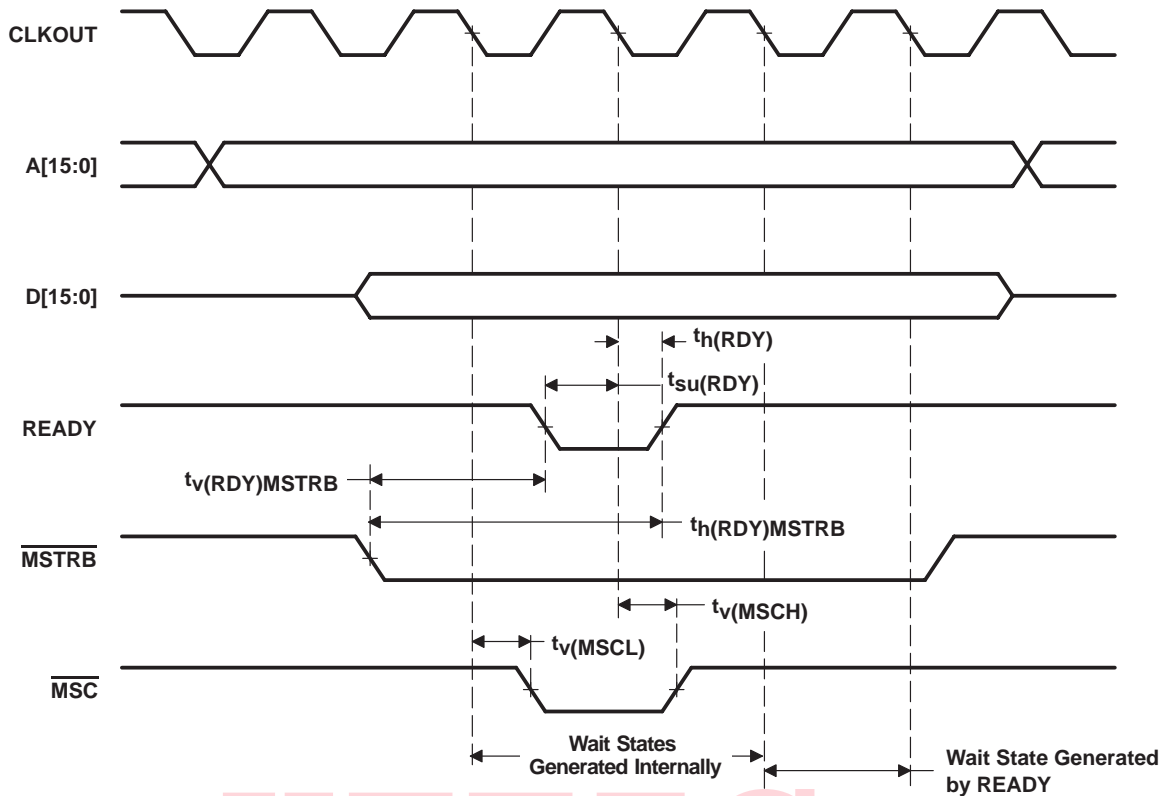 CLKOUT
A[15:0]
D[15:0]
th(RDY)
tsu(RDY)
READY
tv(RDY)MSTRB
th(RDY)MSTRB
MSTRB
tv(MSCH)
tv(MSCL)
MSC
Wait States
Generated Internally
Wait State Generated
by READY